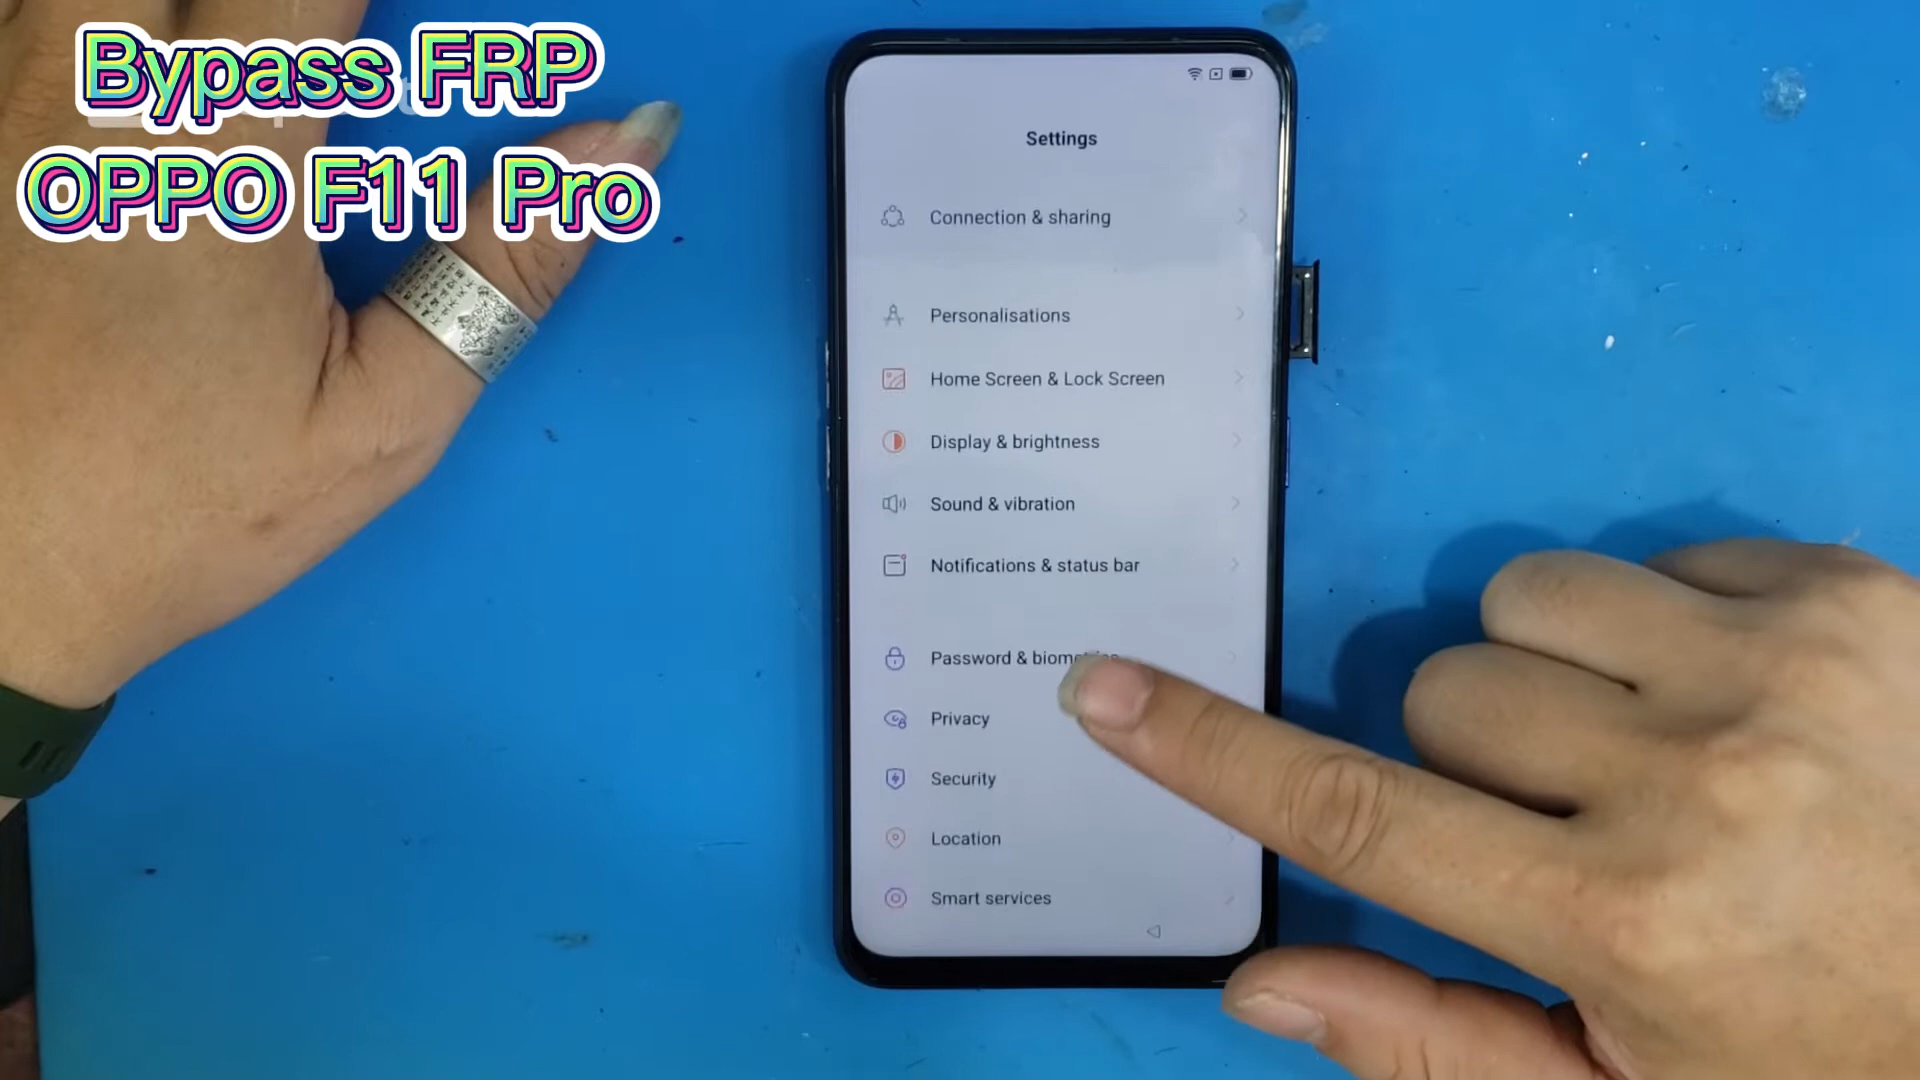 Bypass FRP
OPPO F11 Pro
Settings
Connection & sharing
Personalisations
Home Screen & Lock Screen
Display & brightness
Sound & vibration
Notifications & status bar
Password &
Privacy
Security
Location
Smart services